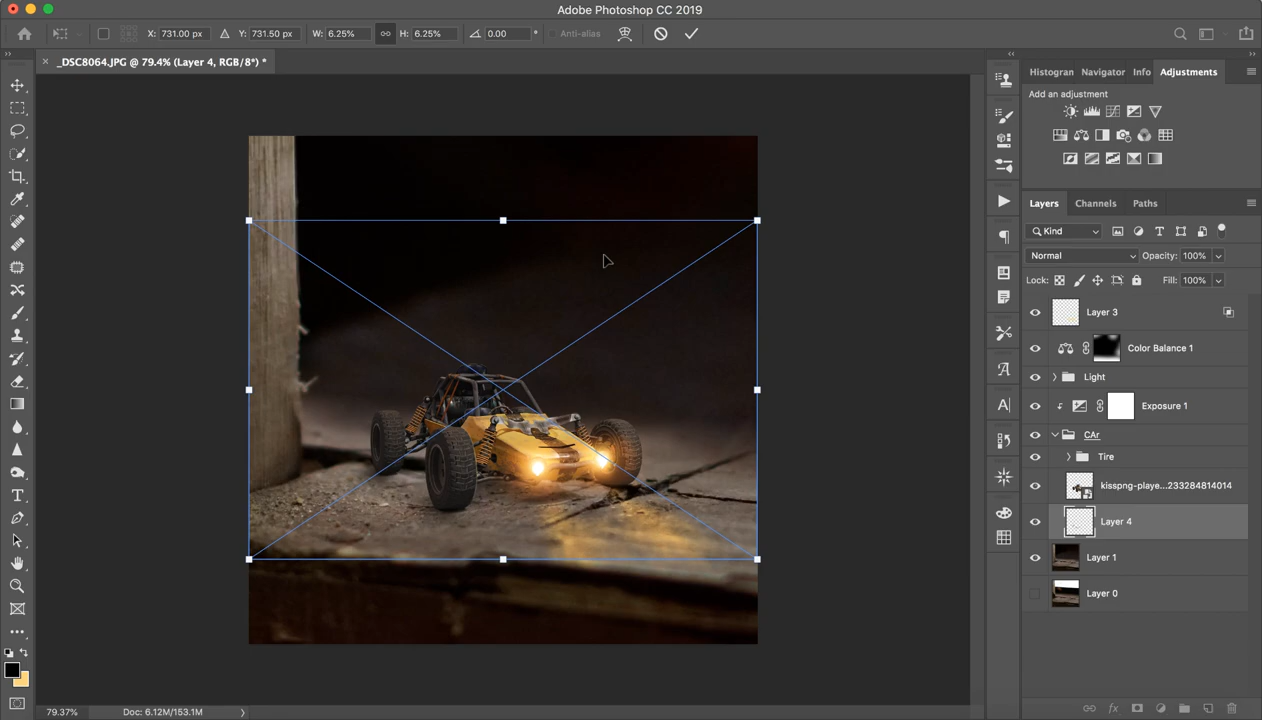 Adobe Photoshop CC 2019
X: 731.00 px Y: 731.50 px W: 6.25% H: 6.25% 0.00 ° Anti-alias
_DSC8064.JPG @ 79.4% (Layer 4, RGB/8*) *
Histogran Navigator Info Adjustments
Add an adjustment
Layers Channels Paths
Kind
Normal Opacity: 100%
Lock: Fill: 100%
Layer 3
Color Balance 1
Light
Exposure 1
CAr
Tire
kisspng-playe...233284814014
Layer 4
Layer 1
Layer 0
79.37% Doc: 6.12M/153.1M